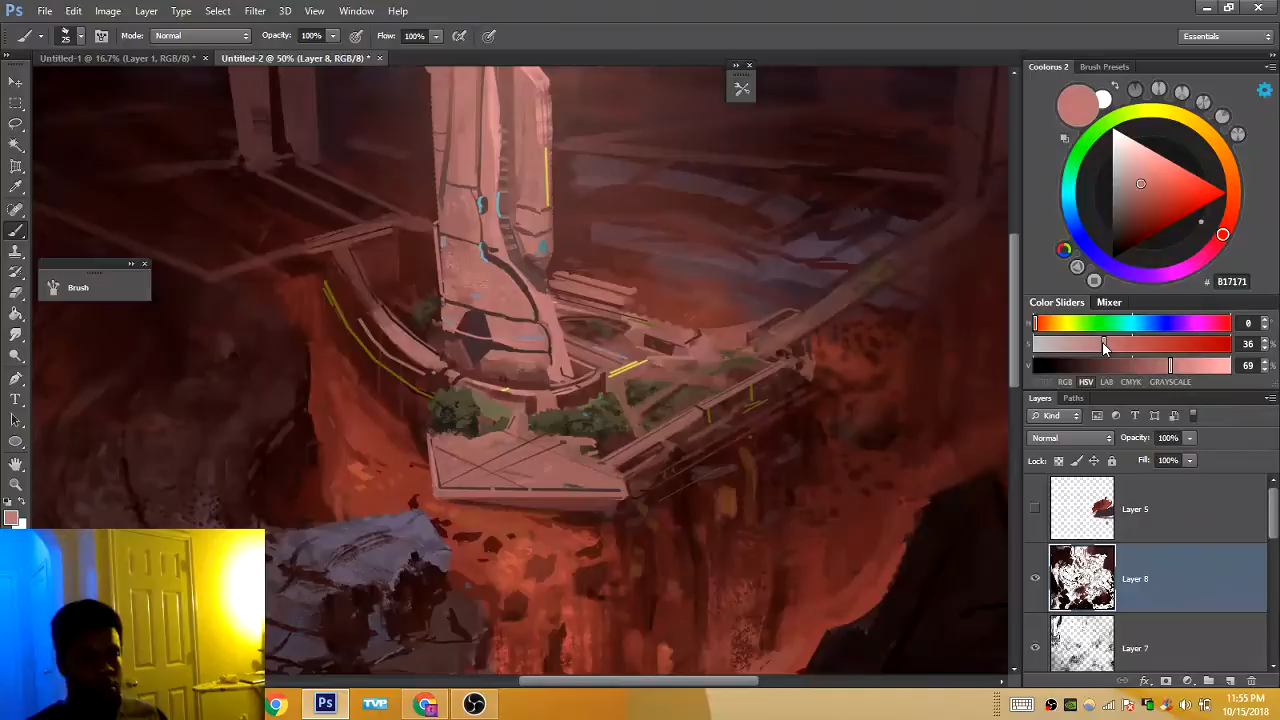 Ps File Edit Image Layer Type Select Filter 3D View Window Help
25 Mode: Normal Opacity: 100% Flow: 100% Essentials
Untitled-1 @ 16.7% (Layer 1, RGB/8) * × Untitled-2 @ 50% (Layer 8, RGB/8) * ×
Coolorus 2 Brush Presets
Brush
# B17171
Color Sliders Mixer
H 0 °
S 36 %
V 69 %
RGB HSV LAB CMYK GRAYSCALE
Layers Paths
Kind
Normal Opacity: 100%
Lock: Fill: 100%
Layer 5
Layer 8
Layer 7
Ps TVP
11:55 PM
10/15/2018